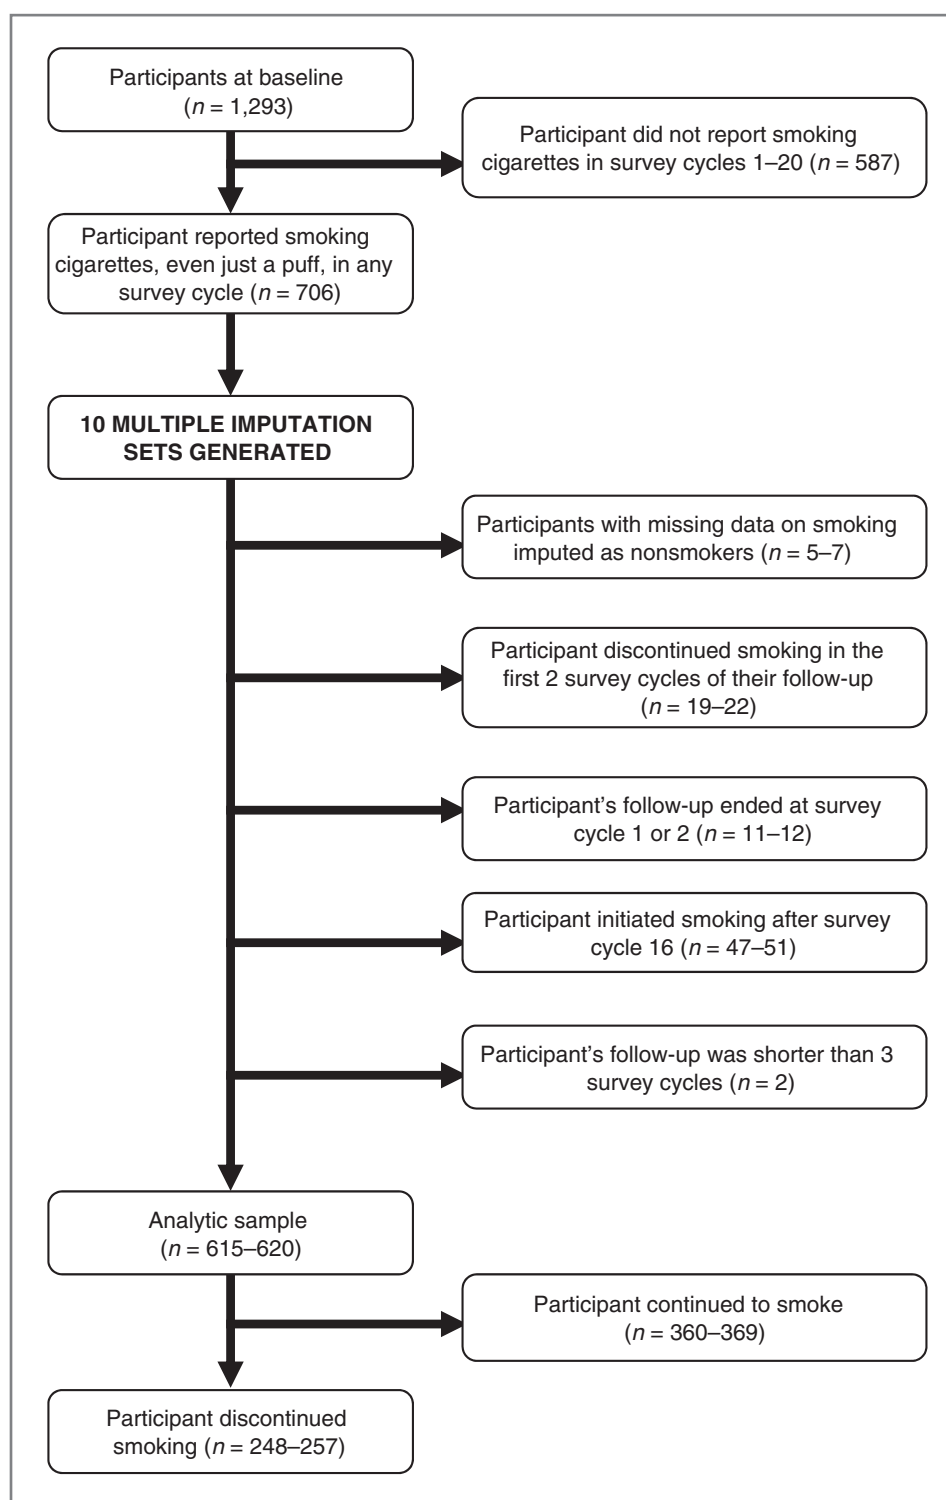 Participants at baseline
(n = 1,293)
Participant did not report smoking
cigarettes in survey cycles 1–20 (n = 587)
Participant reported smoking
cigarettes, even just a puff, in any
survey cycle (n = 706)
10 MULTIPLE IMPUTATION
SETS GENERATED
Participants with missing data on smoking
imputed as nonsmokers (n = 5–7)
Participant discontinued smoking in the
first 2 survey cycles of their follow-up
(n = 19–22)
Participant’s follow-up ended at survey
cycle 1 or 2 (n = 11–12)
Participant initiated smoking after survey
cycle 16 (n = 47–51)
Participant’s follow-up was shorter than 3
survey cycles (n = 2)
Analytic sample
(n = 615–620)
Participant continued to smoke
(n = 360–369)
Participant discontinued
smoking (n = 248–257)